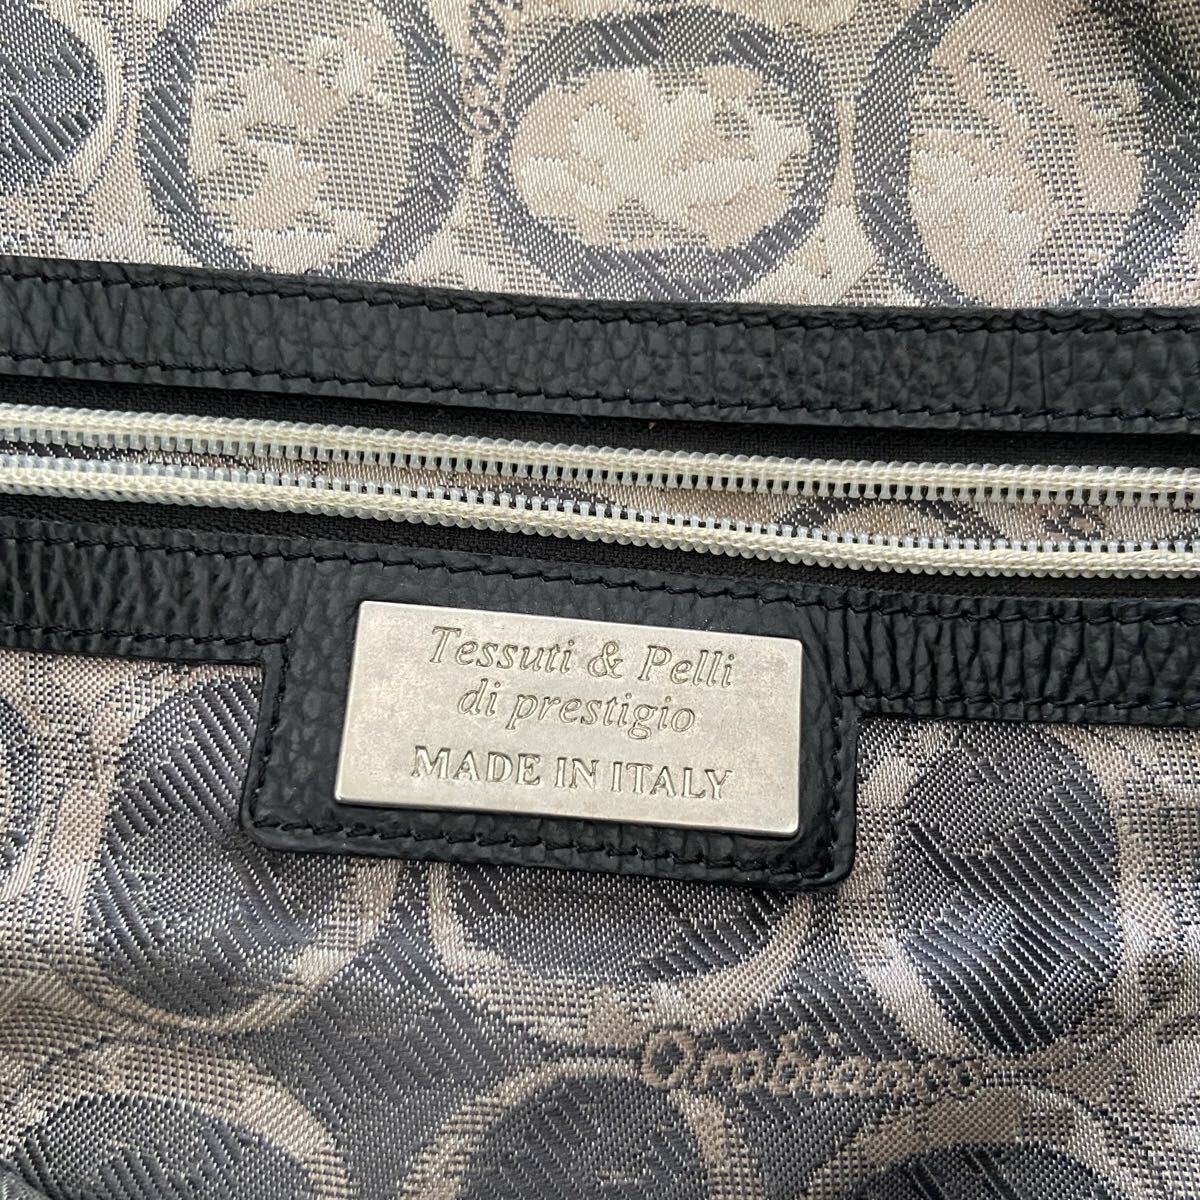 Tessuti & Pelli
di prestigio
MADE IN ITALY
Orobianco